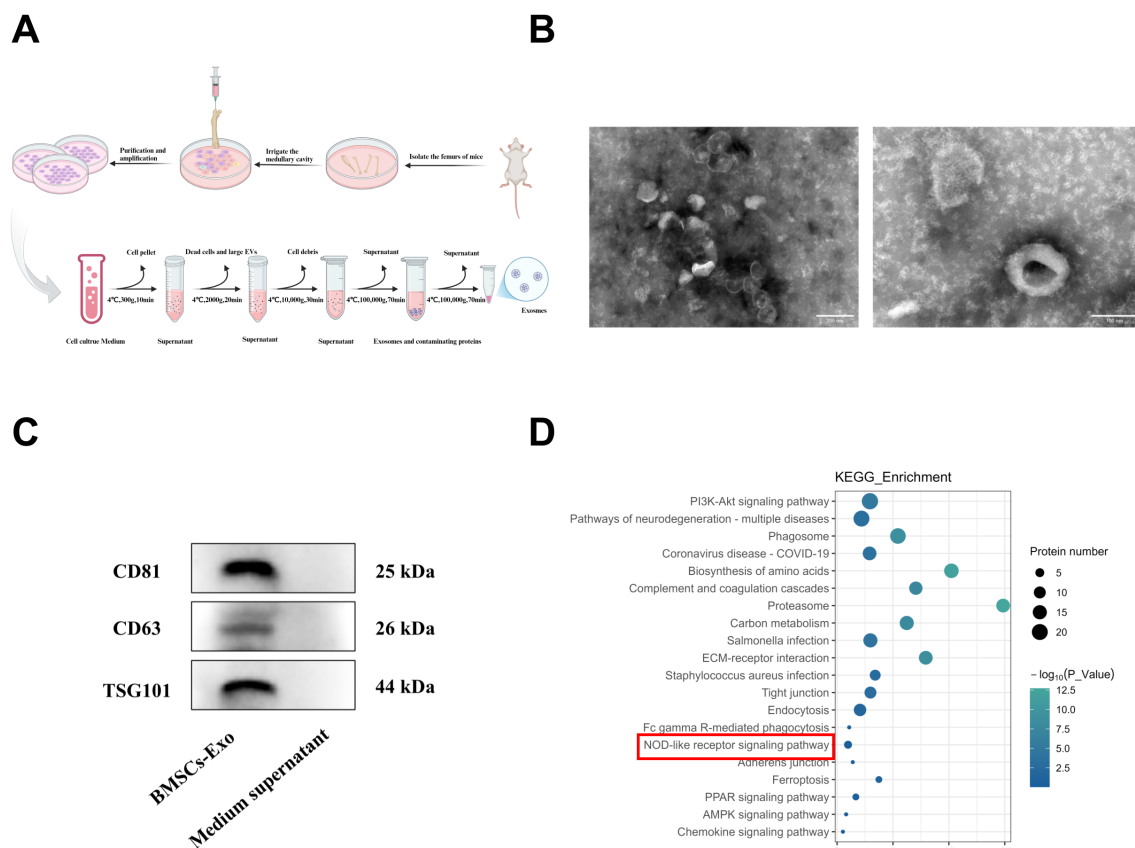 A
Purification and
amplification
Irrigate the
medullary cavity
Isolate the femurs of mice
Cell pellet
Dead cells and large EVs
Cell debris
Supernatant
Supernatant
4℃,300g,10min
4℃,2000g,20min
4℃,10,000g,30min
4℃,100,000g,70min
4℃,100,000g,70min
Exosmes
Cell cultrue Medium
Supernatant
Supernatant
Supernatant
Exosomes and contaminating proteins
B
100 nm
C
CD81
25 kDa
CD63
26 kDa
TSG101
44 kDa
BMSCs-Exo
Medium supernatant
D
KEGG_Enrichment
PI3K-Akt signaling pathway
Pathways of neurodegeneration - multiple diseases
Phagosome
Coronavirus disease - COVID-19
Biosynthesis of amino acids
Complement and coagulation cascades
Proteasome
Carbon metabolism
Salmonella infection
ECM-receptor interaction
Staphylococcus aureus infection
Tight junction
Endocytosis
Fc gamma R-mediated phagocytosis
NOD-like receptor signaling pathway
Adherens junction
Ferroptosis
PPAR signaling pathway
AMPK signaling pathway
Chemokine signaling pathway
Protein number
5
10
15
20
－log₁₀(P_Value)
12.5
10.0
7.5
5.0
2.5